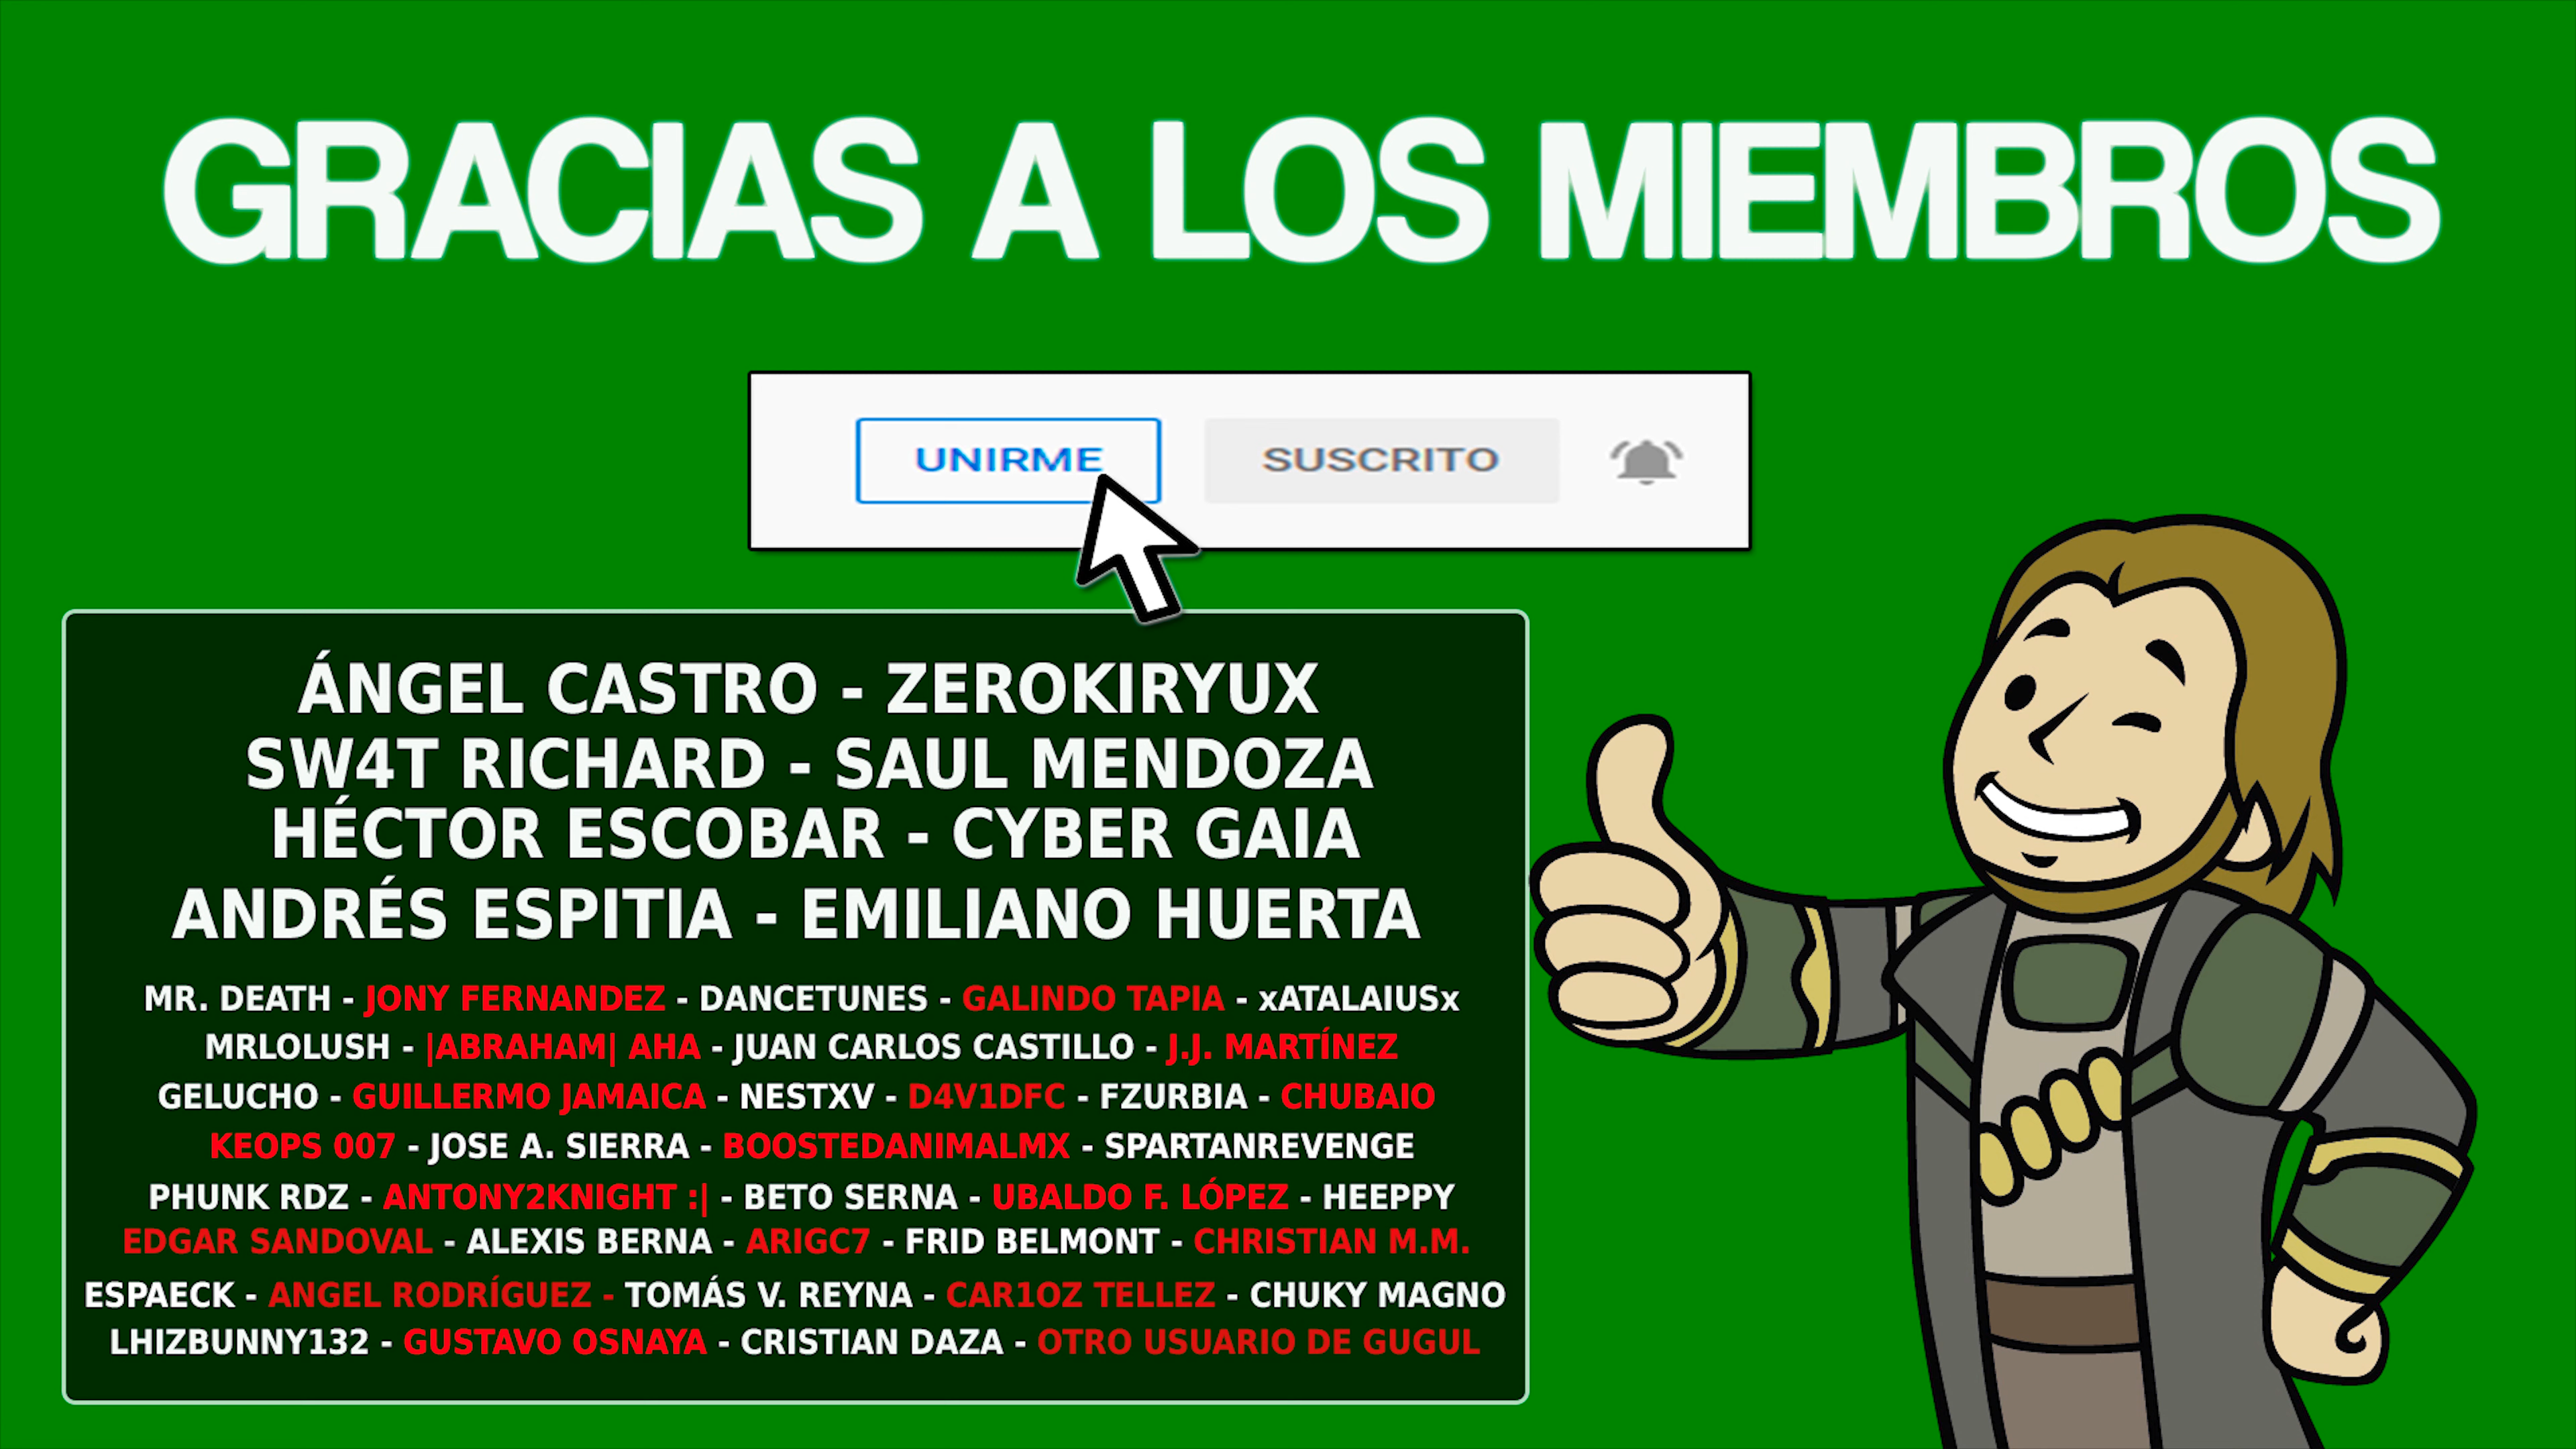 GRACIAS A LOS MIEMBROS
UNIRME SUSCRITO
ÁNGEL CASTRO - ZEROKIRYUX
SW4T RICHARD - SAUL MENDOZA
HÉCTOR ESCOBAR - CYBER GAIA
ANDRÉS ESPITIA - EMILIANO HUERTA
MR. DEATH - JONY FERNANDEZ - DANCETUNES - GALINDO TAPIA - xATALAIUSx
MRLOLUSH - |ABRAHAM| AHA - JUAN CARLOS CASTILLO - J.J. MARTÍNEZ
GELUCHO - GUILLERMO JAMAICA - NESTXV - D4V1DFC - FZURBIA - CHUBAIO
KEOPS 007 - JOSE A. SIERRA - BOOSTEDANIMALMX - SPARTANREVENGE
PHUNK RDZ - ANTONY2KNIGHT :| - BETO SERNA - UBALDO F. LÓPEZ - HEEPPY
EDGAR SANDOVAL - ALEXIS BERNA - ARIGC7 - FRID BELMONT - CHRISTIAN M.M.
ESPAECK - ANGEL RODRÍGUEZ - TOMÁS V. REYNA - CAR1OZ TELLEZ - CHUKY MAGNO
LHIZBUNNY132 - GUSTAVO OSNAYA - CRISTIAN DAZA - OTRO USUARIO DE GUGUL